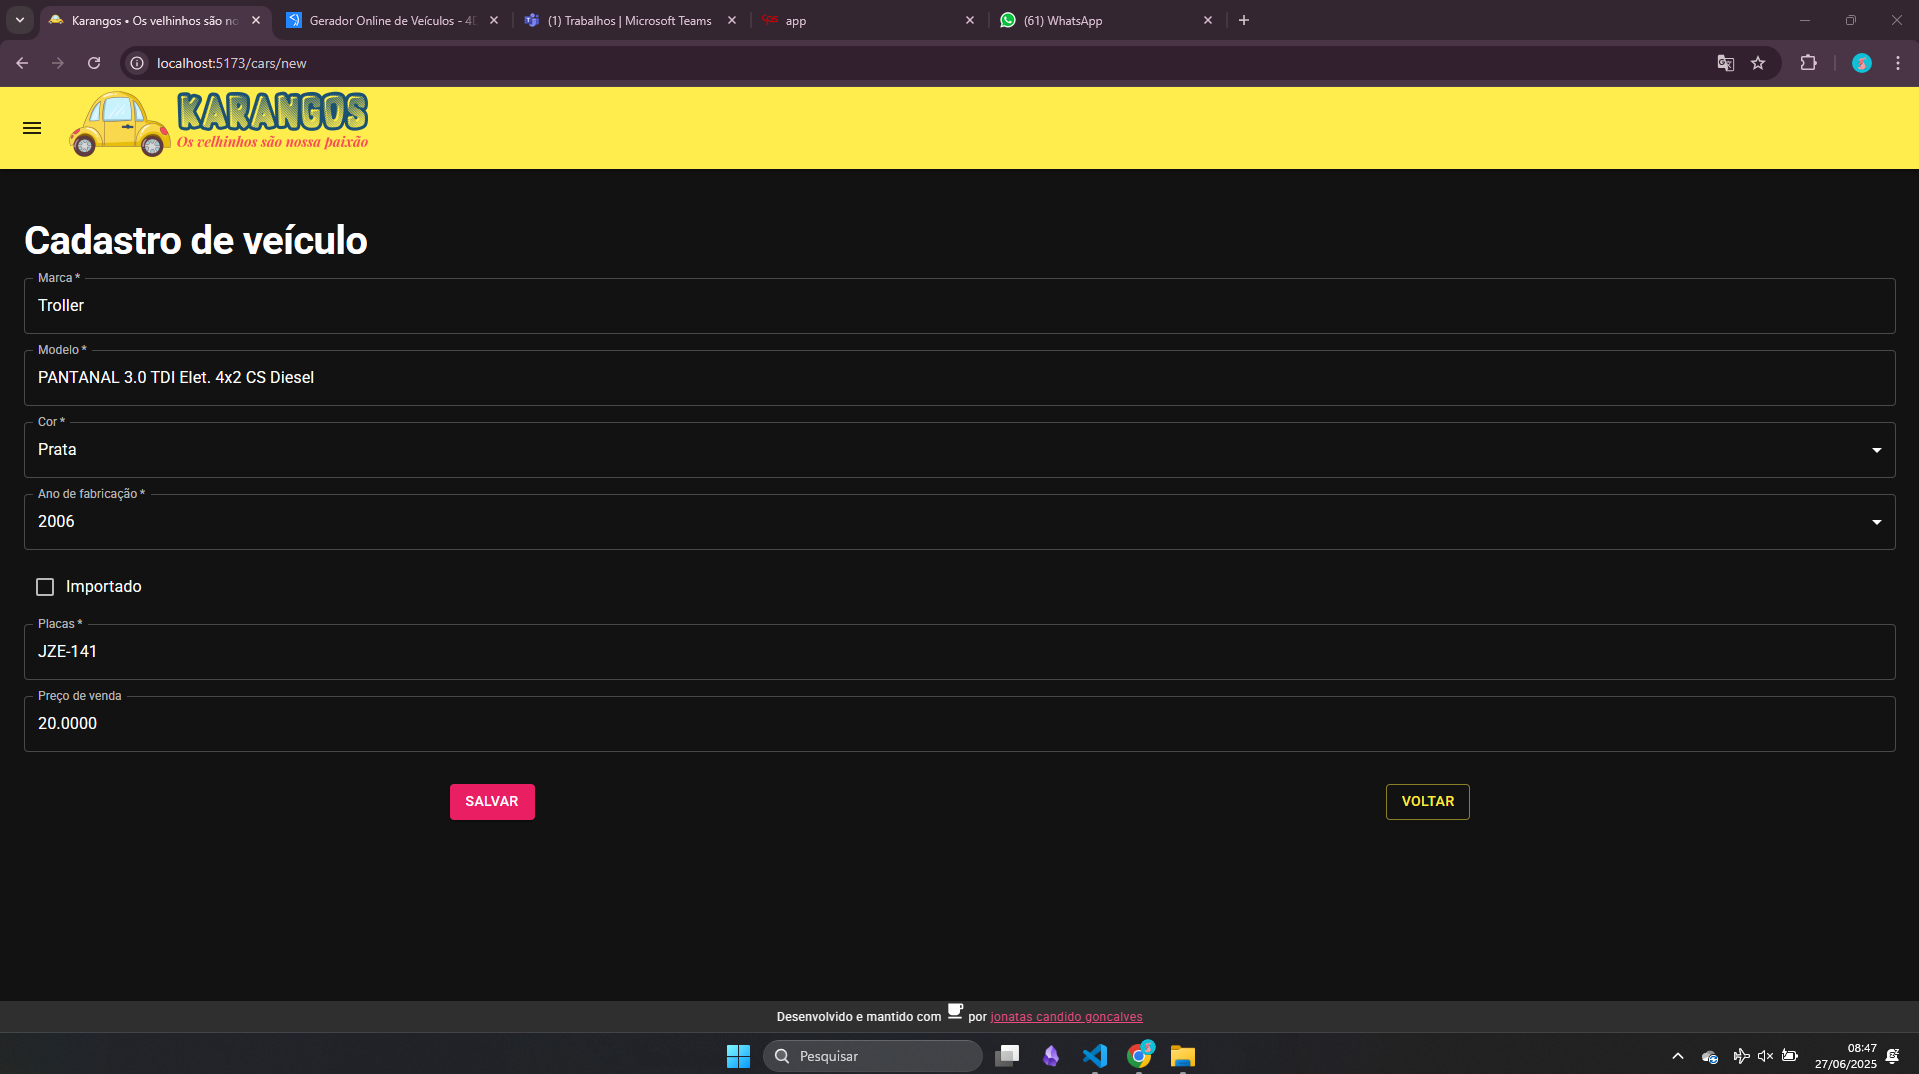 Karangos • Os velhinhos são no
Gerador Online de Veículos - 4D
(1) Trabalhos | Microsoft Teams
cps
app
(61) WhatsApp
localhost:5173/cars/new
KARANGOS
Os velhinhos são nossa paixão
Cadastro de veículo
Marca *
Troller
Modelo *
PANTANAL 3.0 TDI Elet. 4x2 CS Diesel
Cor *
Prata
Ano de fabricação *
2006
Importado
Placas *
JZE-141
Preço de venda
20.0000
SALVAR
VOLTAR
Desenvolvido e mantido com por jonatas candido goncalves
Pesquisar
08:47
27/06/2025